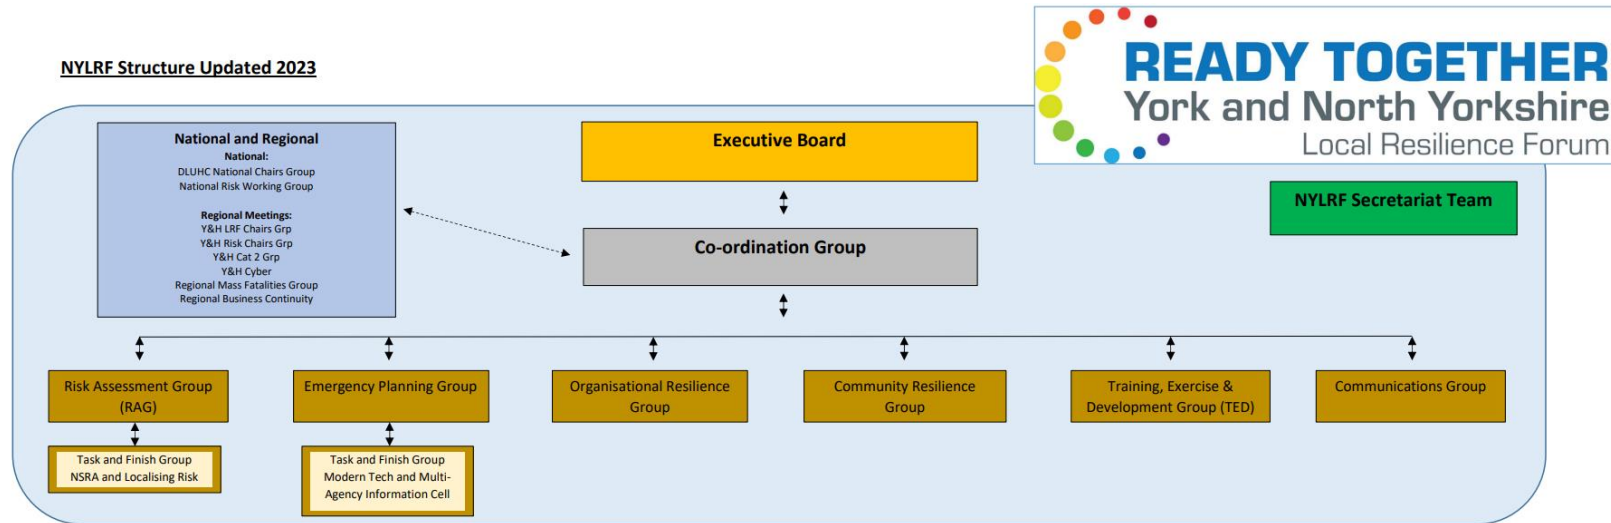 NYLRF Structure Updated 2023
READY TOGETHER
York and North Yorkshire
Local Resilience Forum
National and Regional
National:
DLUHC National Chairs Group
National Risk Working Group
Regional Meetings:
Y&H LRF Chairs Grp
Y&H Risk Chairs Grp
Y&H Cat 2 Grp
Y&H Cyber
Regional Mass Fatalities Group
Regional Business Continuity
Executive Board
NYLRF Secretariat Team
Co-ordination Group
Risk Assessment Group
(RAG)
Emergency Planning Group
Organisational Resilience
Group
Community Resilience
Group
Training, Exercise &
Development Group (TED)
Communications Group
Task and Finish Group
NSRA and Localising Risk
Task and Finish Group
Modern Tech and Multi-
Agency Information Cell